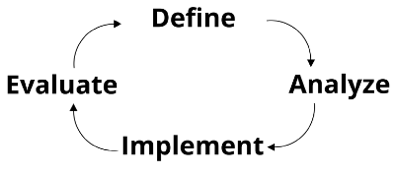 Define
Analyze
Implement
Evaluate